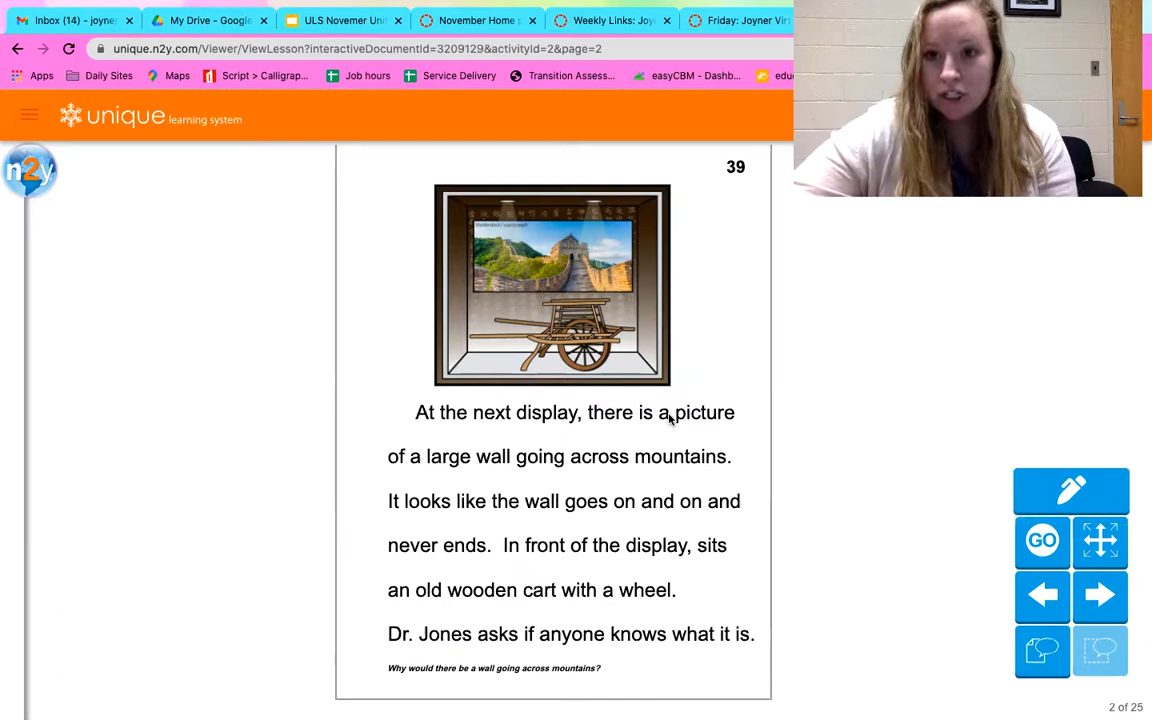 Inbox (14) - joyne
My Drive - Google
ULS Novemer Uni
November Home p
Weekly Links: Joy
Friday: Joyner Virt
unique.n2y.com/Viewer/ViewLesson?interactiveDocumentId=3209129&activityId=2&page=2
Apps
Daily Sites
Maps
Script > Calligrap...
Job hours
Service Delivery
Transition Assess...
easyCBM - Dashb...
educ
unique learning system
n2y
39
At the next display, there is a picture
of a large wall going across mountains.
It looks like the wall goes on and on and
never ends. In front of the display, sits
an old wooden cart with a wheel.
Dr. Jones asks if anyone knows what it is.
Why would there be a wall going across mountains?
GO
2 of 25